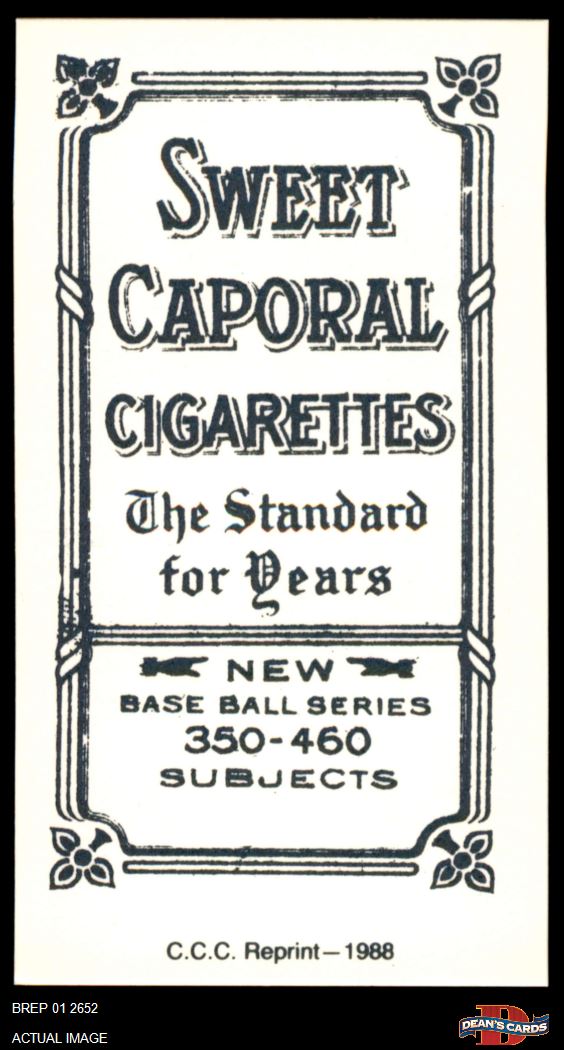 SWEET
CAPORAL
CIGARETTES
The Standard
for Years
NEW
BASE BALL SERIES
350-460
SUBJECTS
C.C.C. Reprint—1988
BREP 01 2652
ACTUAL IMAGE
D
DEAN'S CARDS